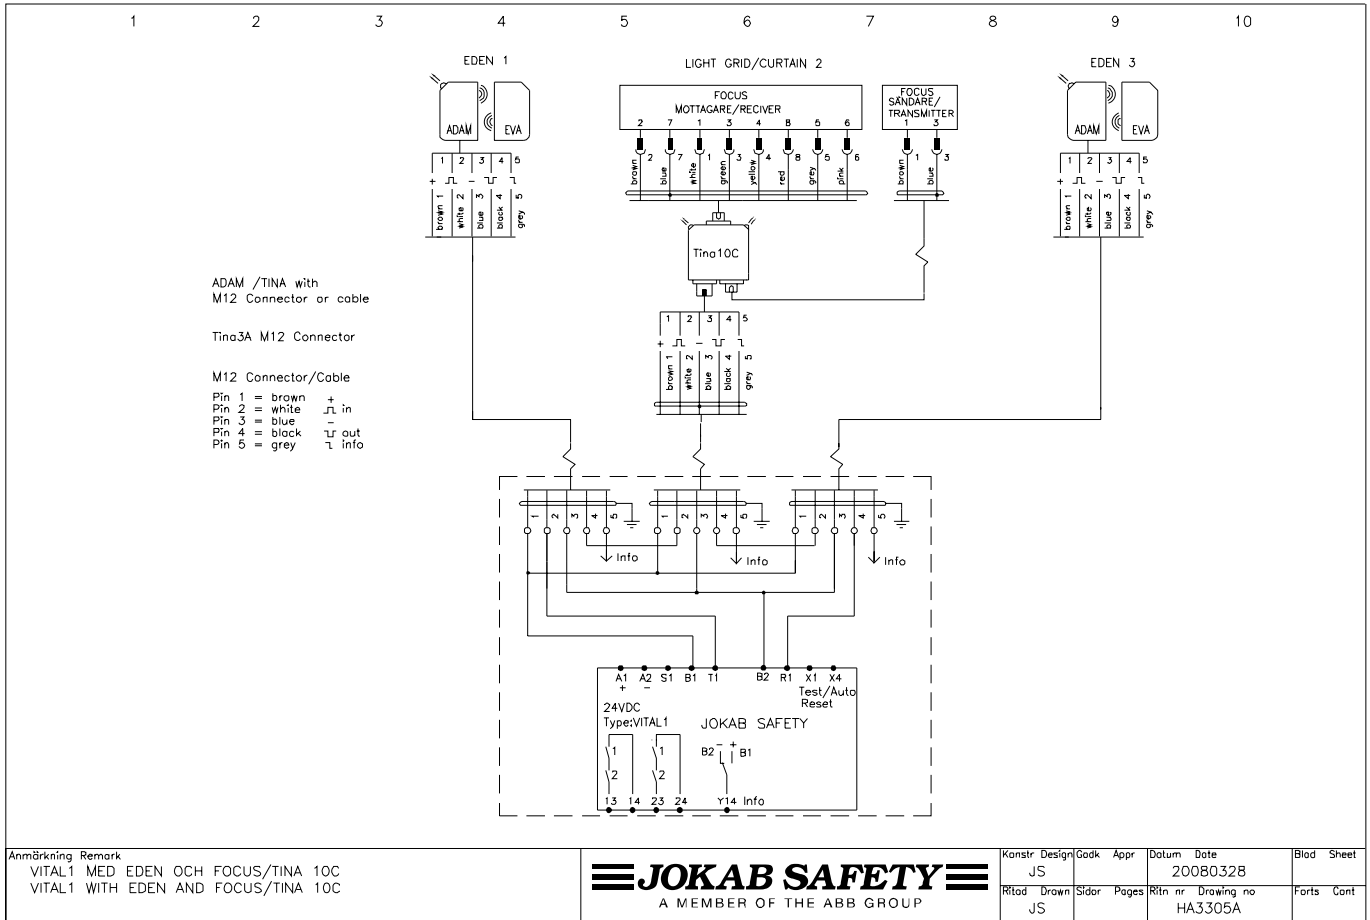 1 2 3 4 5 6 7 8 9 10
EDEN 1
LIGHT GRID/CURTAIN 2
EDEN 3
ADAM EVA
FOCUS
MOTTAGARE/RECIVER
2 7 1 3 4 8 5 6
FOCUS
SÄNDARE/
TRANSMITTER
1 3
ADAM EVA
2 7 1 3 4 8 5 6
brown blue white green yellow red grey pink
1 3
brown blue
1 2 3 4 5
+ -
brown 1 white 2 blue 3 black 4 grey 5
1 2 3 4 5
+ -
brown 1 white 2 blue 3 black 4 grey 5
Tina10C
ADAM /TINA with
M12 Connector or cable
Tina3A M12 Connector
M12 Connector/Cable
Pin 1 = brown +
Pin 2 = white in
Pin 3 = blue -
Pin 4 = black out
Pin 5 = grey info
1 2 3 4 5
+ -
brown 1 white 2 blue 3 black 4 grey 5
1 2 3 4 5
1 2 3 4 5
1 2 3 4 5
Info
Info
Info
A1 A2 S1 B1 T1 B2 R1 X1 X4
+ -
Test/Auto
Reset
24VDC
Type:VITAL1
JOKAB SAFETY
1 1
2 2
B2 - + B1
13 14 23 24 Y14 Info
Anmärkning Remark
VITAL1 MED EDEN OCH FOCUS/TINA 10C
VITAL1 WITH EDEN AND FOCUS/TINA 10C
JOKAB SAFETY
A MEMBER OF THE ABB GROUP
Konstr Design Godk Appr Datum Date Blad Sheet
JS 20080328
Ritad Drawn Sidor Pages Ritn nr Drawing no Forts Cont
JS HA3305A